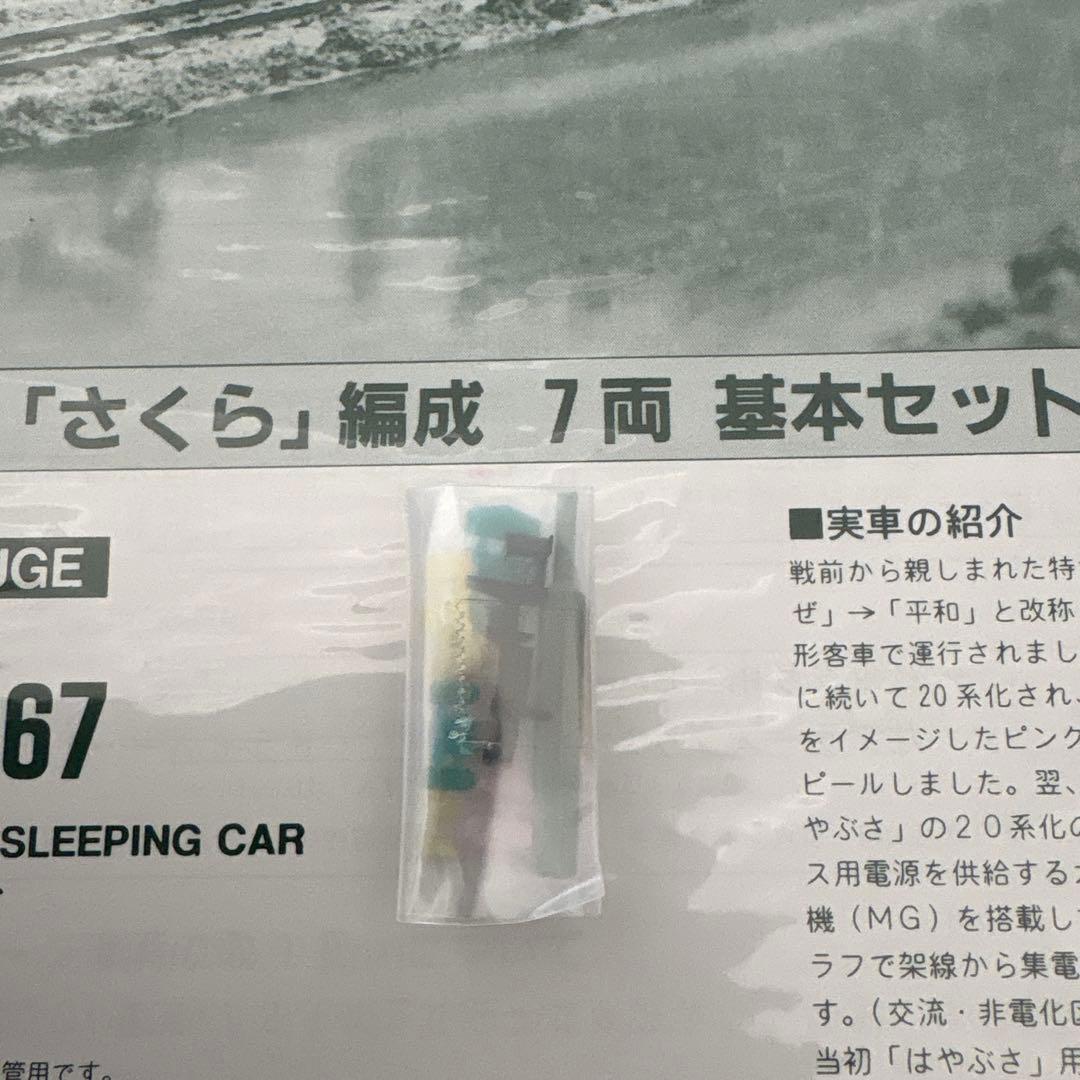 「さくら」編成 7両 基本セット
UGE
67
SLEEPING CAR
管用です。
■実車の紹介
戦前から親しまれた特
ぜ」→「平和」と改称
形客車で運行されまし
に続いて20系化され、
をイメージしたピンク
ピールしました。翌、
やぶさ」の20系化の
ス用電源を供給する
機（MG）を搭載し
ラフで架線から集電
す。（交流・非電化区
当初「はやぶさ」用